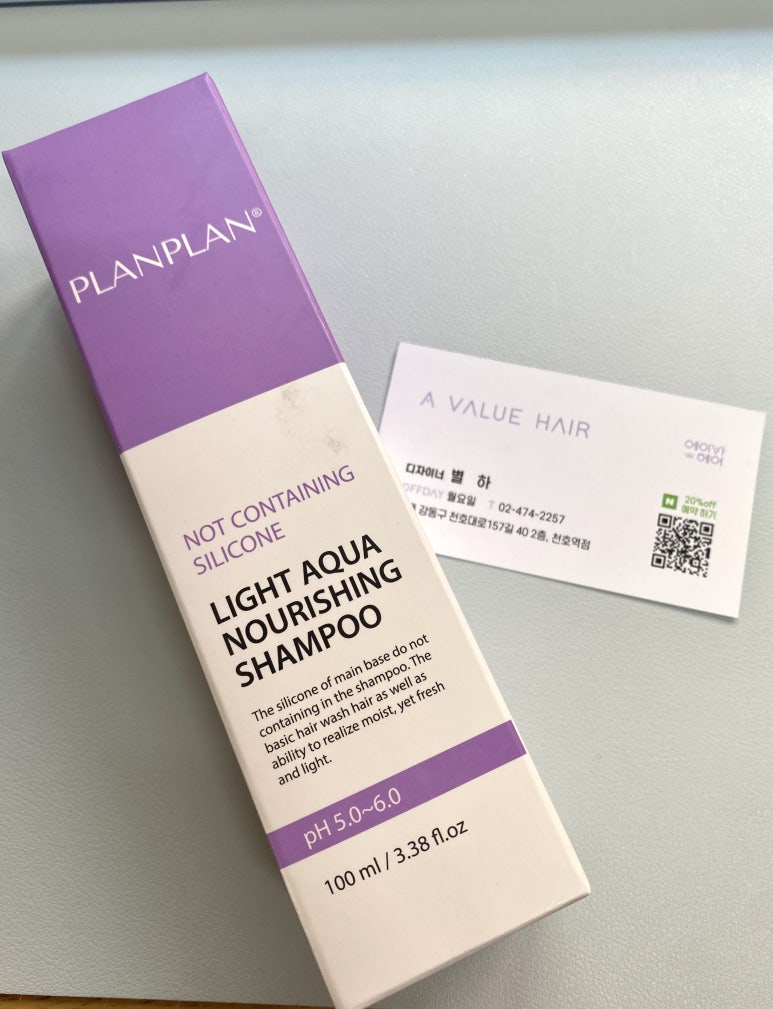 PLANPLAN®
NOT CONTAINING
SILICONE
LIGHT AQUA
NOURISHING
SHAMPOO
The silicone of main base do not
containing in the shampoo. The
basic hair wash hair as well as
ability to realize moist, yet fresh
and light.
pH 5.0~6.0
100 ml / 3.38 fl.oz
A VALUE HAIR
에이바
헤어
디자이너 별 하
OFFDAY 월요일 T 02-474-2257
강동구 천호대로157길 40 2층, 천호역점
N 20%off
예약 하기